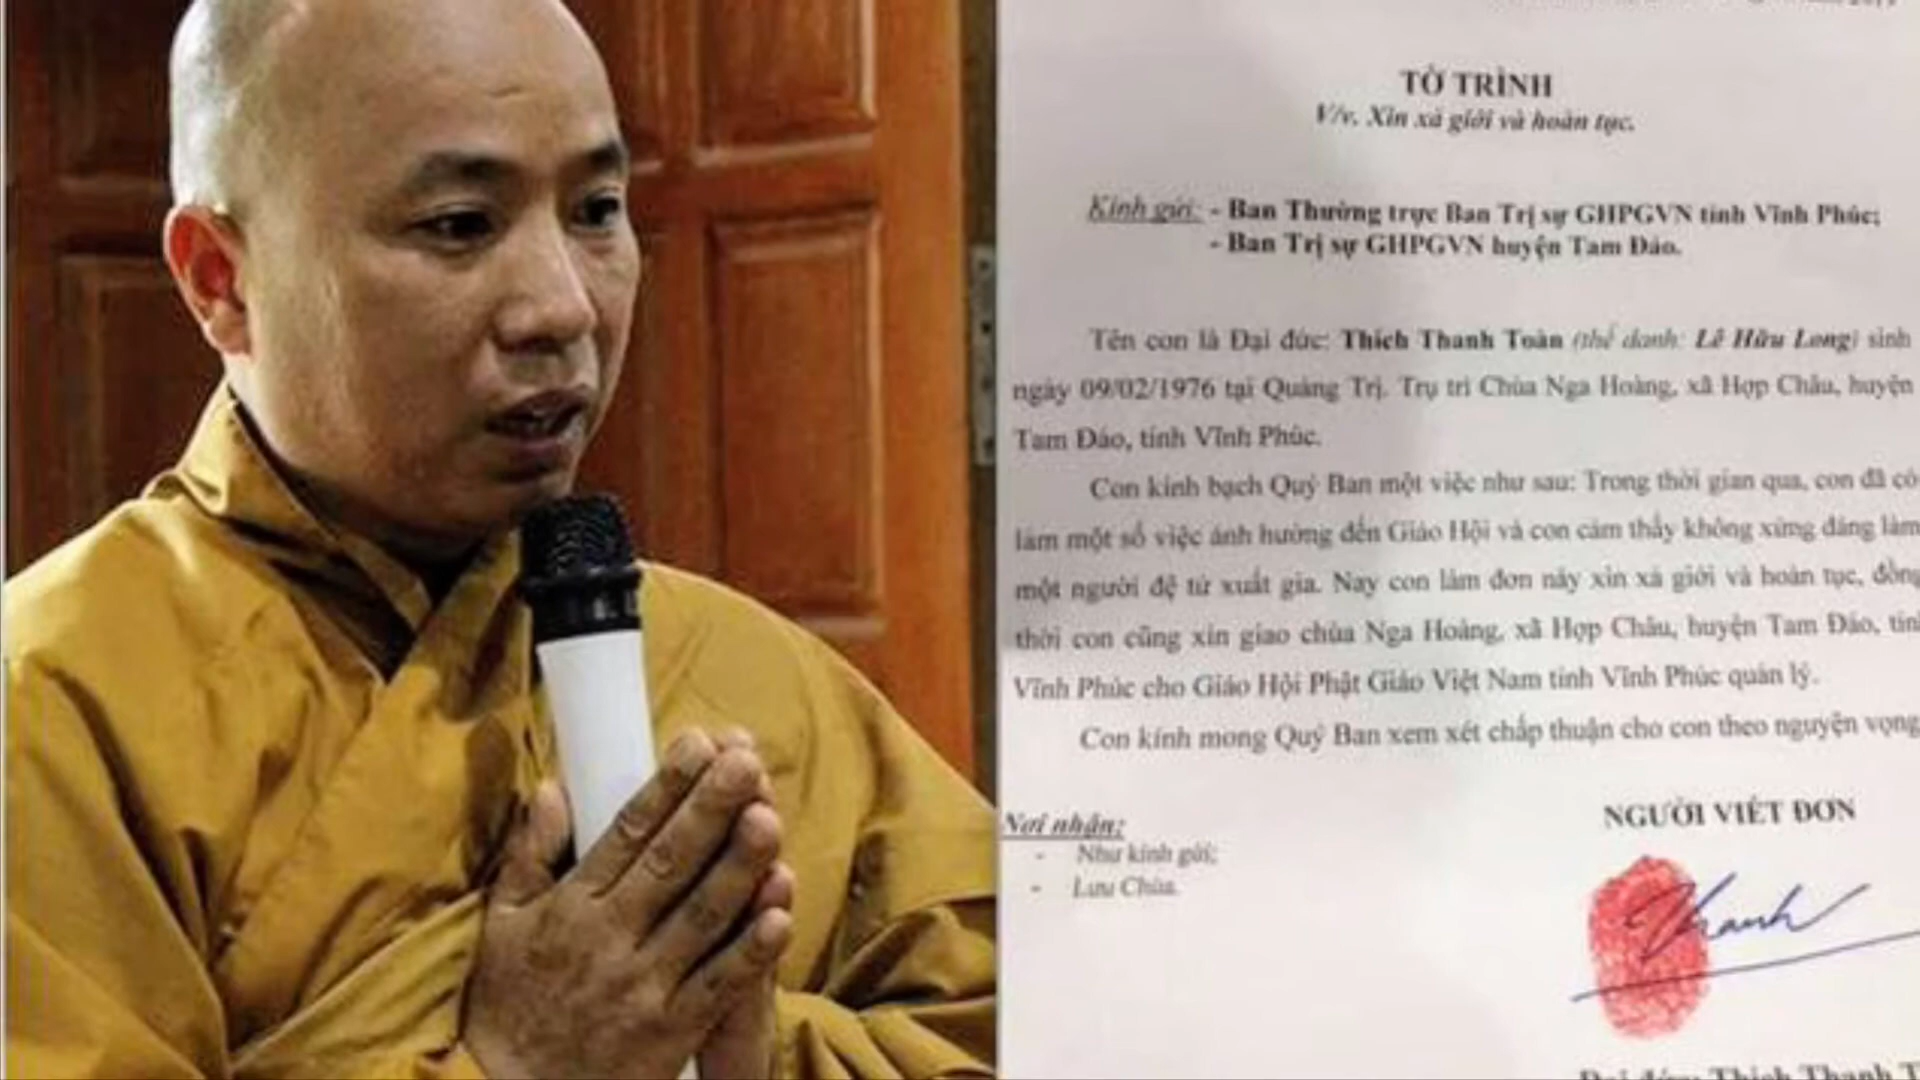 TỜ TRÌNH
V/v. Xin xả giới và hoàn tục.
Kính gửi: - Ban Thường trực Ban Trị sự GHPGVN tỉnh Vĩnh Phúc;
- Ban Trị sự GHPGVN huyện Tam Đảo.
Tên con là Đại đức: Thích Thanh Toàn (thế danh: Lê Hữu Long) sinh
ngày 09/02/1976 tại Quảng Trị. Trụ trì Chùa Nga Hoàng, xã Hợp Châu, huyện
Tam Đảo, tỉnh Vĩnh Phúc.
Con kính bạch Quý Ban một việc như sau: Trong thời gian qua, con đã có
làm một số việc ảnh hưởng đến Giáo Hội và con cảm thấy không xứng đáng làm
một người đệ tử xuất gia. Nay con làm đơn này xin xả giới và hoàn tục, đồng
thời con cũng xin giao chùa Nga Hoàng, xã Hợp Châu, huyện Tam Đảo, tỉnh
Vĩnh Phúc cho Giáo Hội Phật Giáo Việt Nam tỉnh Vĩnh Phúc quản lý.
Con kính mong Quý Ban xem xét chấp thuận cho con theo nguyện vọng
NGƯỜI VIẾT ĐƠN
Nơi nhận:
- Như kính gửi;
- Lưu Chùa.
Thanh
Đại đức: Thích Thanh T